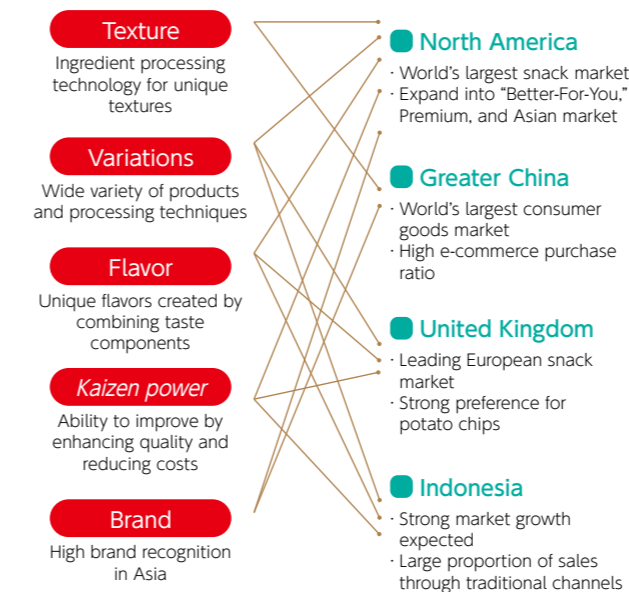 Texture
Ingredient processing
technology for unique
textures
Variations
Wide variety of products
and processing techniques
Flavor
Unique flavors created by
combining taste
components
Kaizen power
Ability to improve by
enhancing quality and
reducing costs
Brand
High brand recognition
in Asia
North America
· World's largest snack market
· Expand into “Better-For-You,”
Premium, and Asian market
Greater China
· World's largest consumer
goods market
· High e-commerce purchase
ratio
United Kingdom
· Leading European snack
market
· Strong preference for
potato chips
Indonesia
· Strong market growth
expected
· Large proportion of sales
through traditional channels